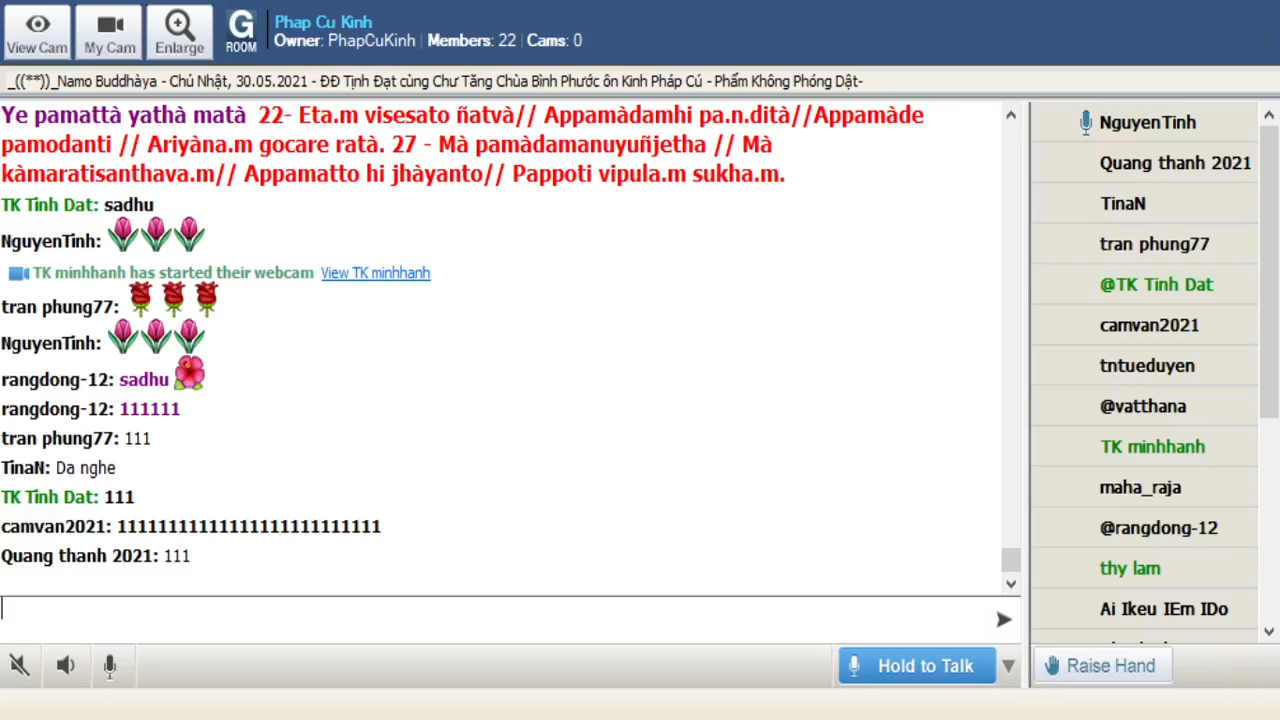 View Cam
My Cam
Enlarge
G
ROOM
Phap Cu Kinh
Owner: PhapCuKinh | Members: 22 | Cams: 0
_((**))_Namo Buddhàya - Chủ Nhật, 30.05.2021 - ĐĐ Tịnh Đạt cùng Chư Tăng Chùa Bình Phước ôn Kinh Pháp Cú - Phẩm Không Phóng Dật-
Ye pamattà yathà matà 22- Eta.m visesato ñatvà// Appamàdamhi pa.n.dità//Appamàde
pamodanti // Ariyàna.m gocare ratà. 27 - Mà pamàdamanuyuñjetha // Mà
kàmaratisanthava.m// Appamatto hi jhàyanto// Pappoti vipula.m sukha.m.
TK Tinh Dat: sadhu
NguyenTinh:
TK minhhanh has started their webcam View TK minhhanh
tran phung77:
NguyenTinh:
rangdong-12: sadhu
rangdong-12: 111111
tran phung77: 111
TinaN: Da nghe
TK Tinh Dat: 111
camvan2021: 11111111111111111111111111
Quang thanh 2021: 111
Hold to Talk
NguyenTinh
Quang thanh 2021
TinaN
tran phung77
@TK Tinh Dat
camvan2021
tntueduyen
@vatthana
TK minhhanh
maha_raja
@rangdong-12
thy lam
Ai Ikeu IEm IDo
Raise Hand